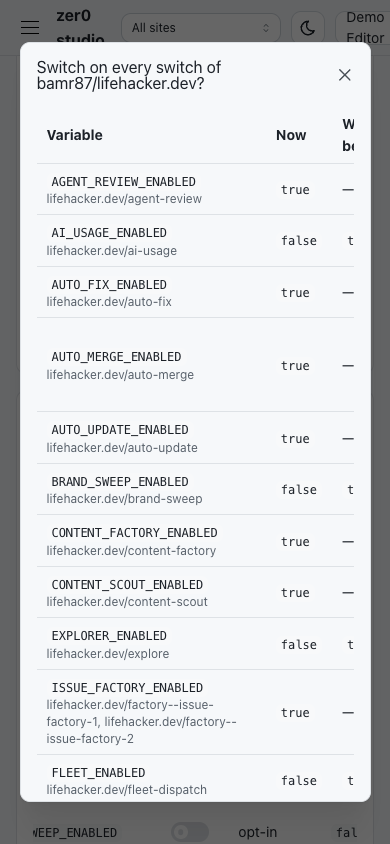 zer0
studio
All sites
Demo
Editor
Switch on every switch of
bamr87/lifehacker.dev?
Variable
Now
AGENT_REVIEW_ENABLED
lifehacker.dev/agent-review
true
—
AI_USAGE_ENABLED
lifehacker.dev/ai-usage
false
AUTO_FIX_ENABLED
lifehacker.dev/auto-fix
true
—
AUTO_MERGE_ENABLED
lifehacker.dev/auto-merge
true
—
AUTO_UPDATE_ENABLED
lifehacker.dev/auto-update
true
—
BRAND_SWEEP_ENABLED
lifehacker.dev/brand-sweep
false
CONTENT_FACTORY_ENABLED
lifehacker.dev/content-factory
true
—
CONTENT_SCOUT_ENABLED
lifehacker.dev/content-scout
true
—
EXPLORER_ENABLED
lifehacker.dev/explore
false
ISSUE_FACTORY_ENABLED
lifehacker.dev/factory--issue-
factory-1, lifehacker.dev/factory--
issue-factory-2
true
—
FLEET_ENABLED
lifehacker.dev/fleet-dispatch
false
opt-in